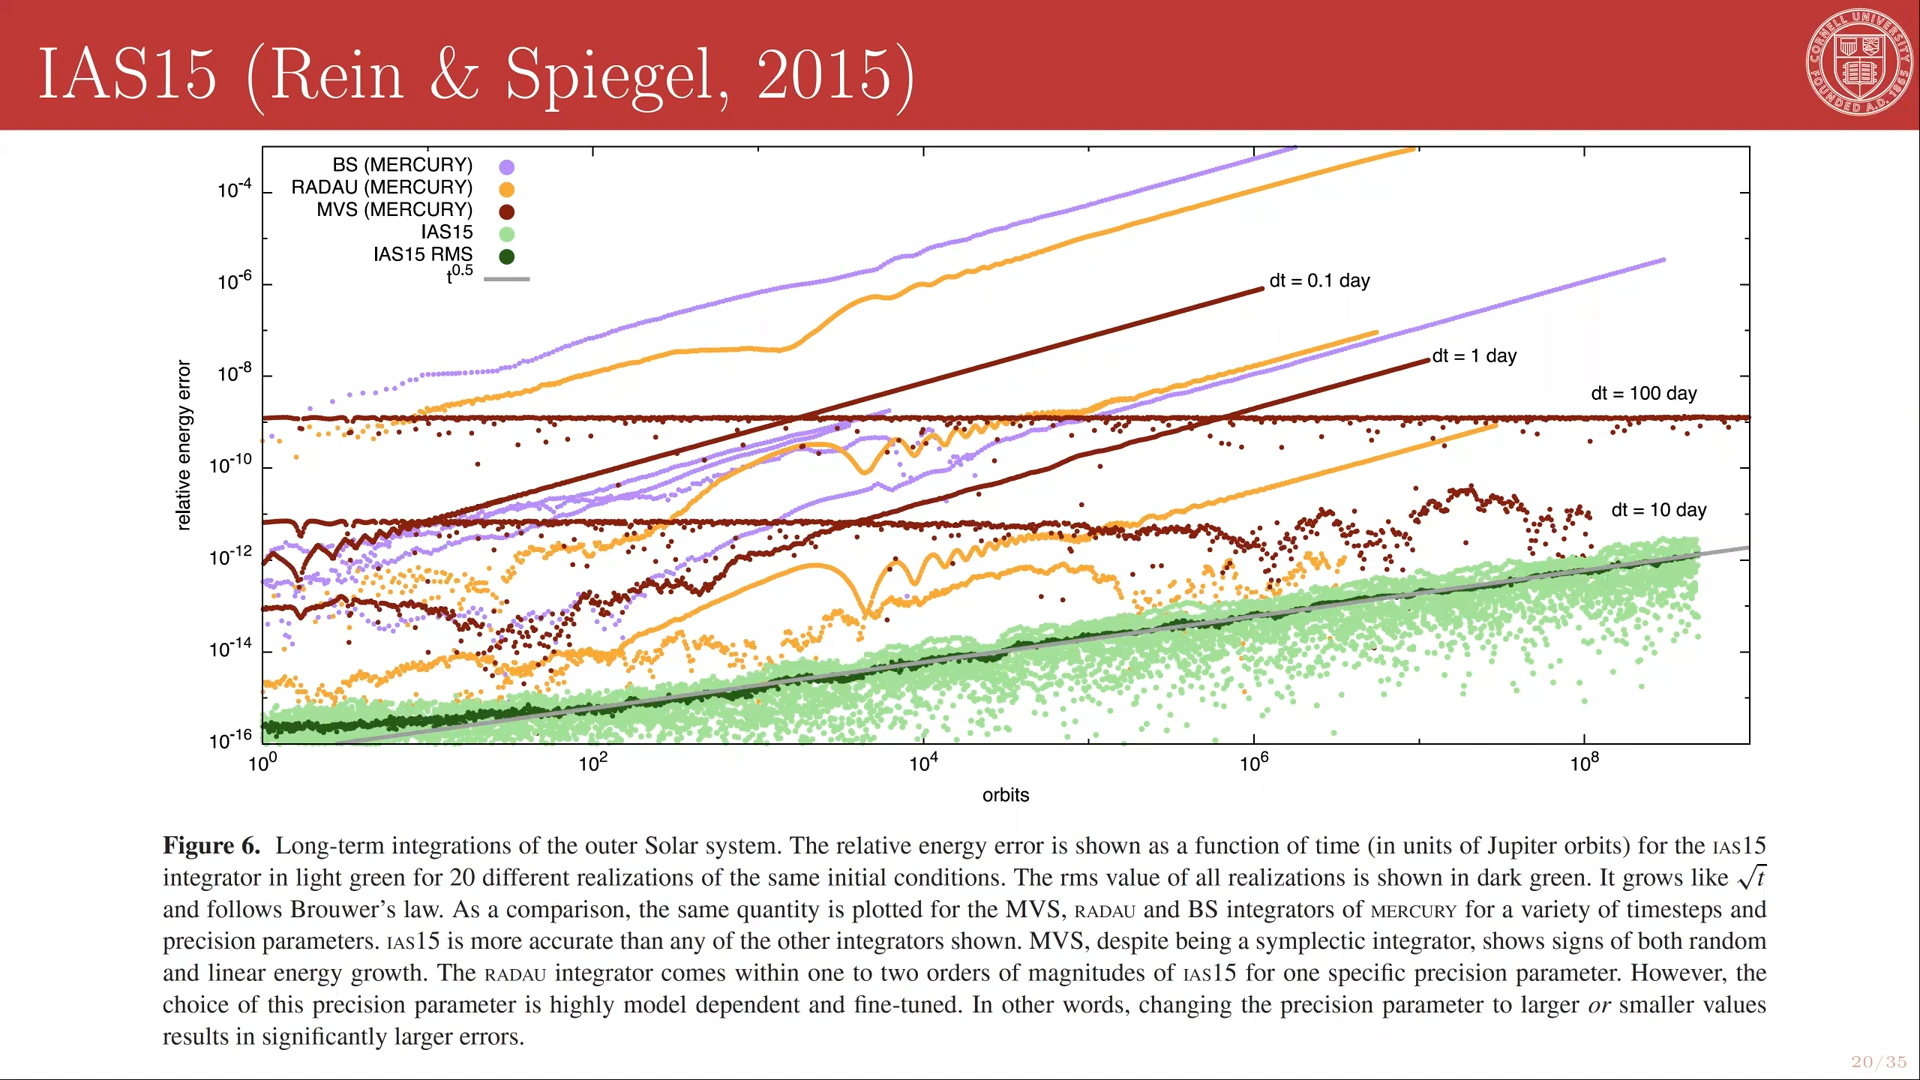 IAS15 (Rein & Spiegel, 2015)
CORNELL UNIVERSITY
FOUNDED A.D. 1865
BS (MERCURY)
RADAU (MERCURY)
MVS (MERCURY)
IAS15
IAS15 RMS
t^0.5
10^-4
10^-6
10^-8
10^-10
10^-12
10^-14
10^-16
relative energy error
dt = 0.1 day
dt = 1 day
dt = 100 day
dt = 10 day
10^0 10^2 10^4 10^6 10^8
orbits
Figure 6. Long-term integrations of the outer Solar system. The relative energy error is shown as a function of time (in units of Jupiter orbits) for the IAS15
integrator in light green for 20 different realizations of the same initial conditions. The rms value of all realizations is shown in dark green. It grows like √t
and follows Brouwer's law. As a comparison, the same quantity is plotted for the MVS, RADAU and BS integrators of MERCURY for a variety of timesteps and
precision parameters. IAS15 is more accurate than any of the other integrators shown. MVS, despite being a symplectic integrator, shows signs of both random
and linear energy growth. The RADAU integrator comes within one to two orders of magnitudes of IAS15 for one specific precision parameter. However, the
choice of this precision parameter is highly model dependent and fine-tuned. In other words, changing the precision parameter to larger or smaller values
results in significantly larger errors.
20/35